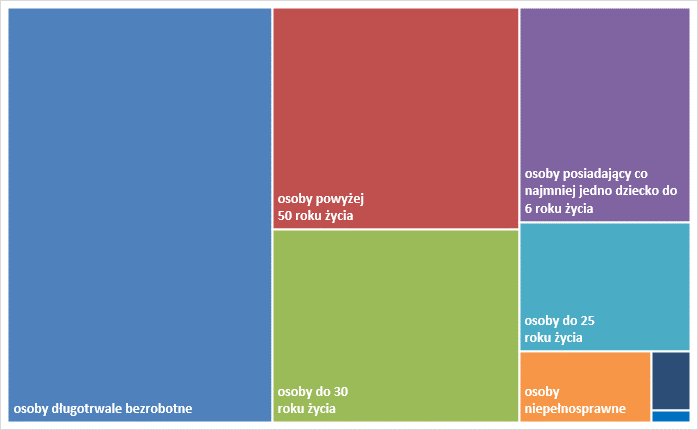 osoby długotrwale bezrobotne
osoby powyżej
50 roku życia
osoby do 30
roku życia
osoby posiadający co
najmniej jedno dziecko do
6 roku życia
osoby do 25
roku życia
osoby
niepełnosprawne